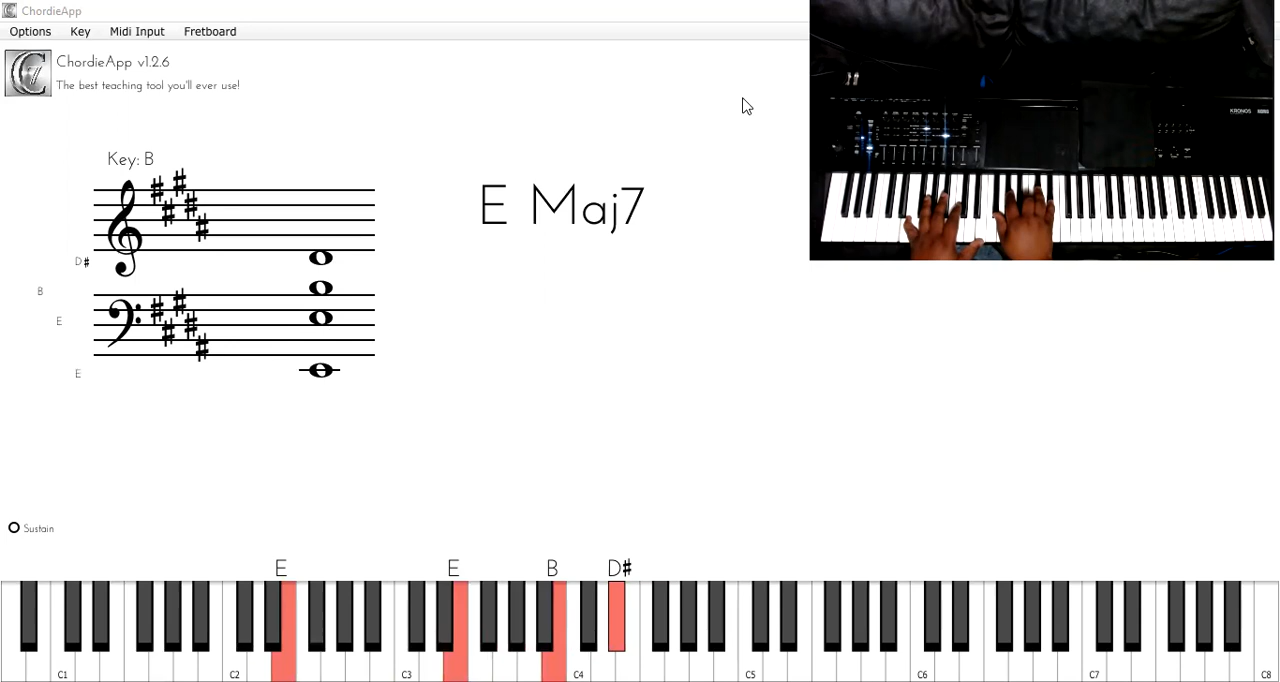 ChordieApp
Options Key Midi Input Fretboard
ChordieApp v1.2.6
The best teaching tool you'll ever use!
KRONOS KORG
Key: B
E Maj7
D#
B
E
E
Sustain
E E B D#
C1 C2 C3 C4 C5 C6 C7 C8